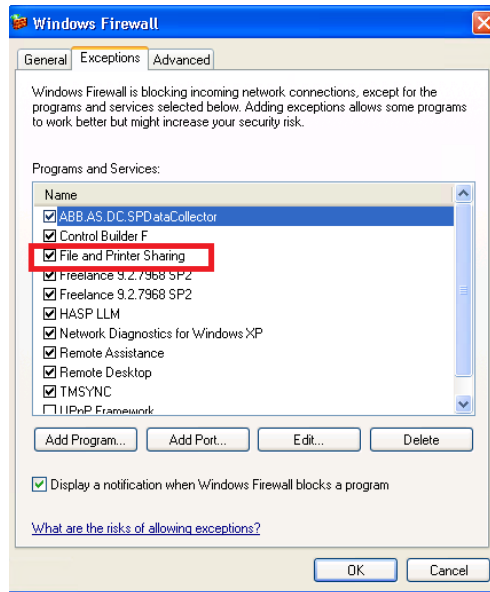 Windows Firewall
General Exceptions Advanced
Windows Firewall is blocking incoming network connections, except for the
programs and services selected below. Adding exceptions allows some programs
to work better but might increase your security risk.
Programs and Services:
Name
ABB.AS.DC.SPDataCollector
Control Builder F
File and Printer Sharing
Freelance 9.2.7968 SP2
Freelance 9.2.7968 SP2
HASP LLM
Network Diagnostics for Windows XP
Remote Assistance
Remote Desktop
TMSYNC
UPnP Framework
Add Program... Add Port... Edit... Delete
Display a notification when Windows Firewall blocks a program
What are the risks of allowing exceptions?
OK Cancel